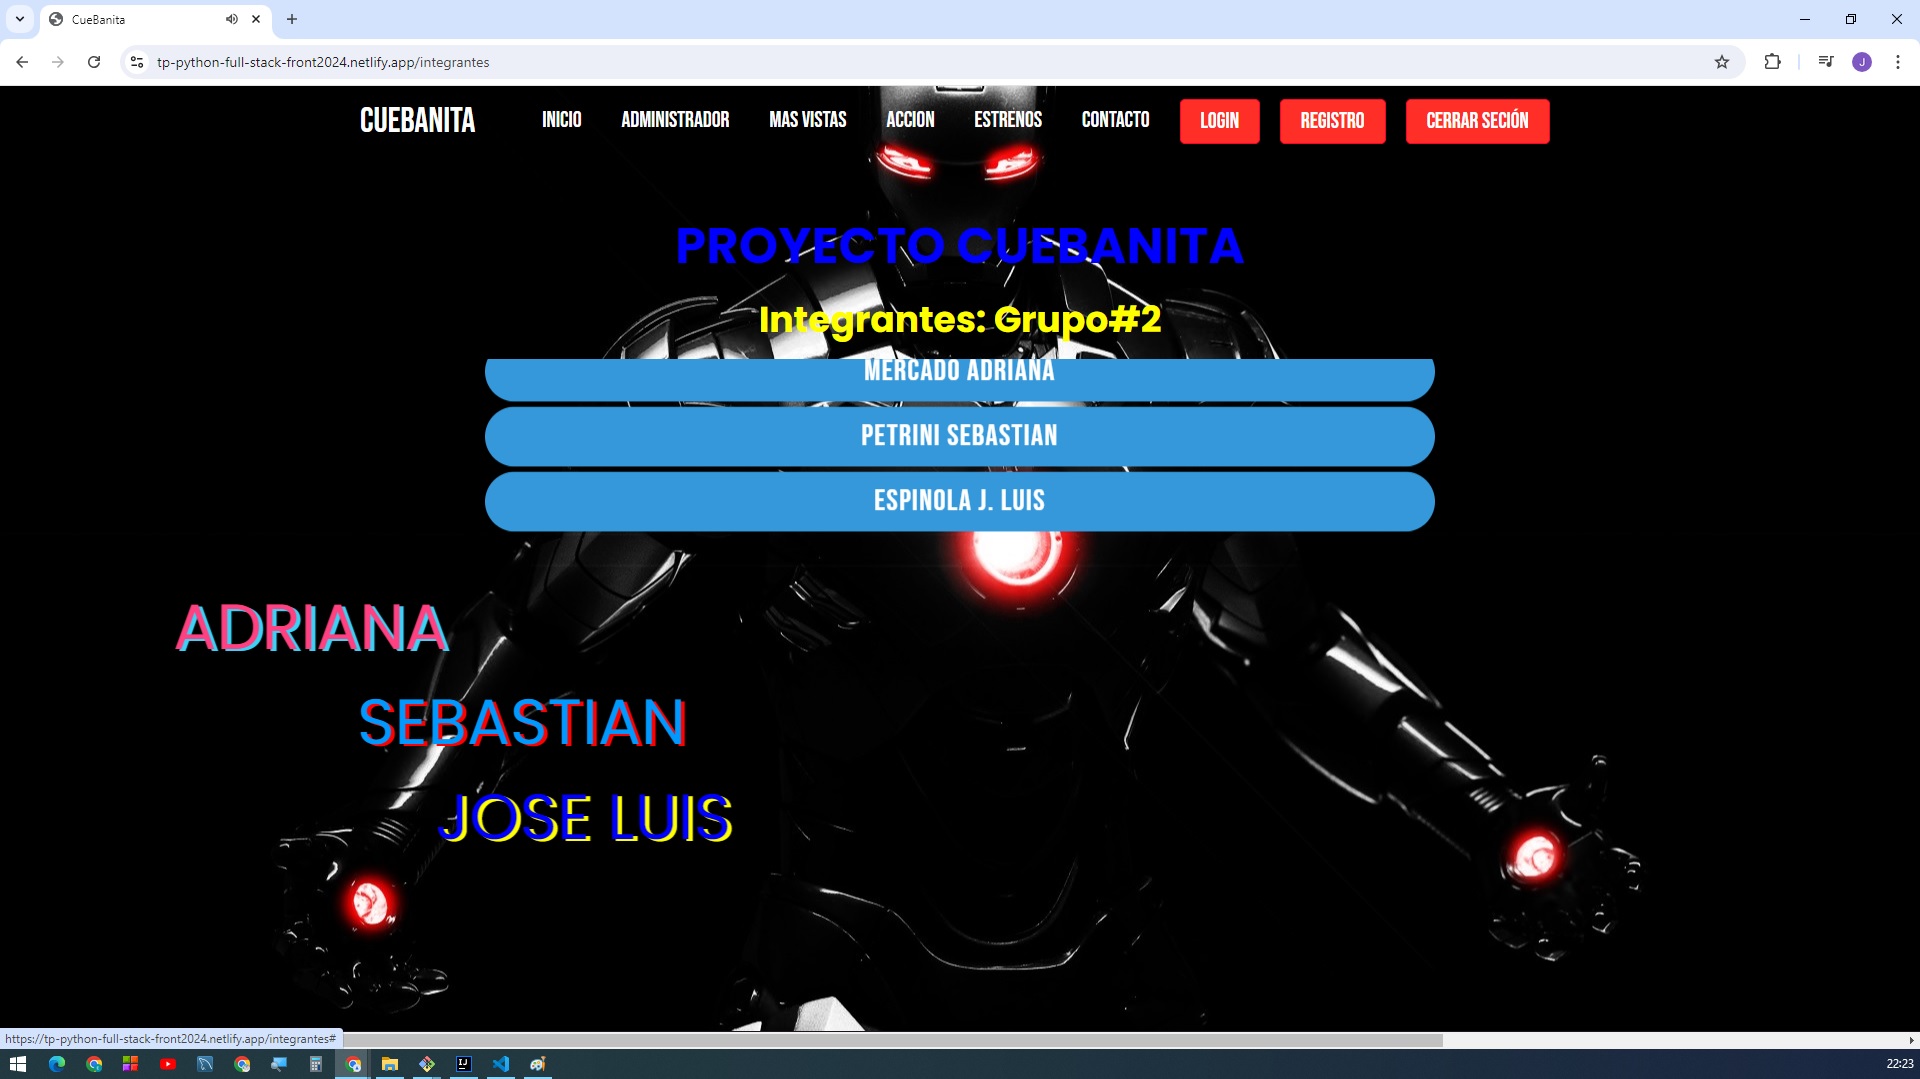 CueBanita
tp-python-full-stack-front2024.netlify.app/integrantes
J
CUEBANITA INICIO ADMINISTRADOR MAS VISTAS ACCION ESTRENOS CONTACTO LOGIN REGISTRO CERRAR SECIÓN
PROYECTO CUEBANITA
Integrantes: Grupo#2
MERCADO ADRIANA
PETRINI SEBASTIAN
ESPINOLA J. LUIS
ADRIANA
SEBASTIAN
JOSE LUIS
https://tp-python-full-stack-front2024.netlify.app/integrantes#
IJ
22:23